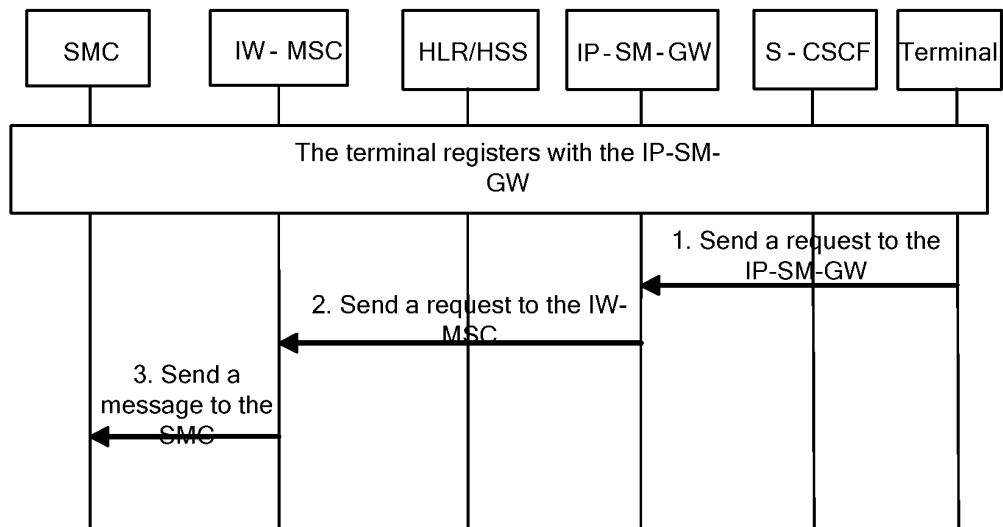 SMC
IW - MSC
HLR/HSS
IP - SM - GW
S - CSCF
Terminal
The terminal registers with the IP-SM-
GW
1. Send a request to the
IP-SM-GW
2. Send a request to the IW-
MSC
3. Send a
message to the
SMC